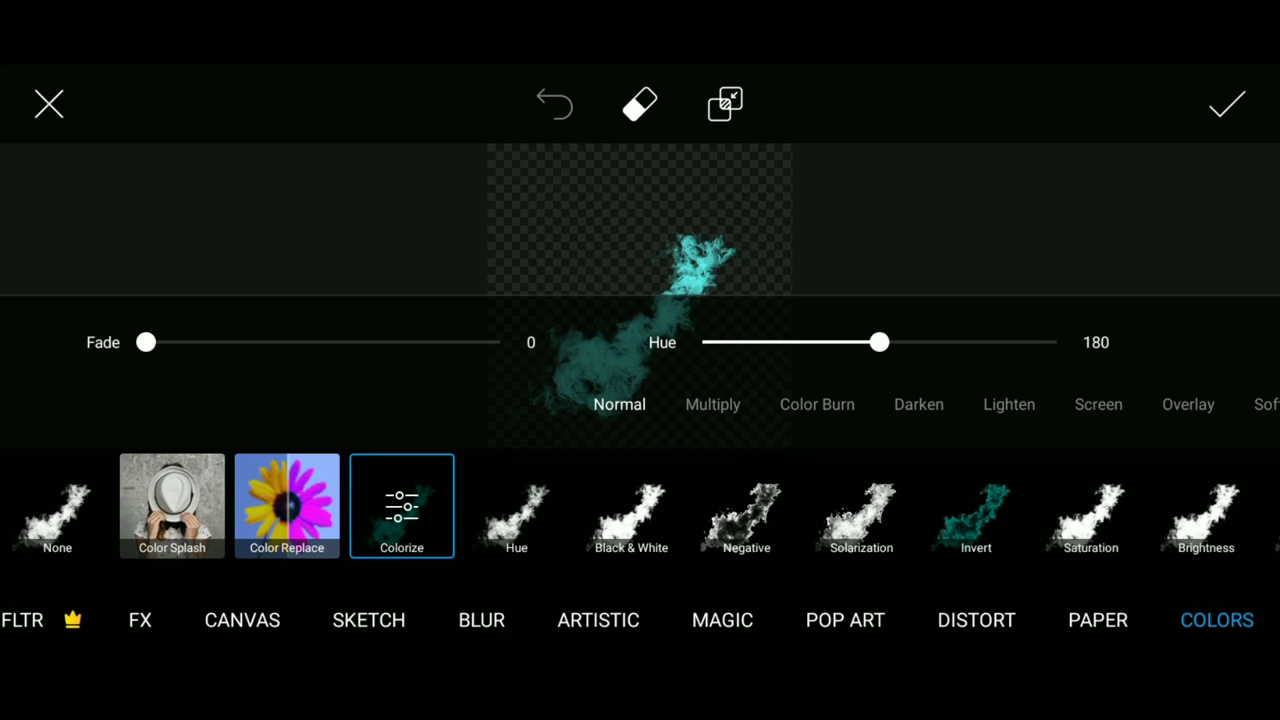 Fade 0 Hue 180
Normal Multiply Color Burn Darken Lighten Screen Overlay
None Color Splash Color Replace Colorize Hue Black & White Negative Solarization Invert Saturation Brightness
FLTR FX CANVAS SKETCH BLUR ARTISTIC MAGIC POP ART DISTORT PAPER COLORS